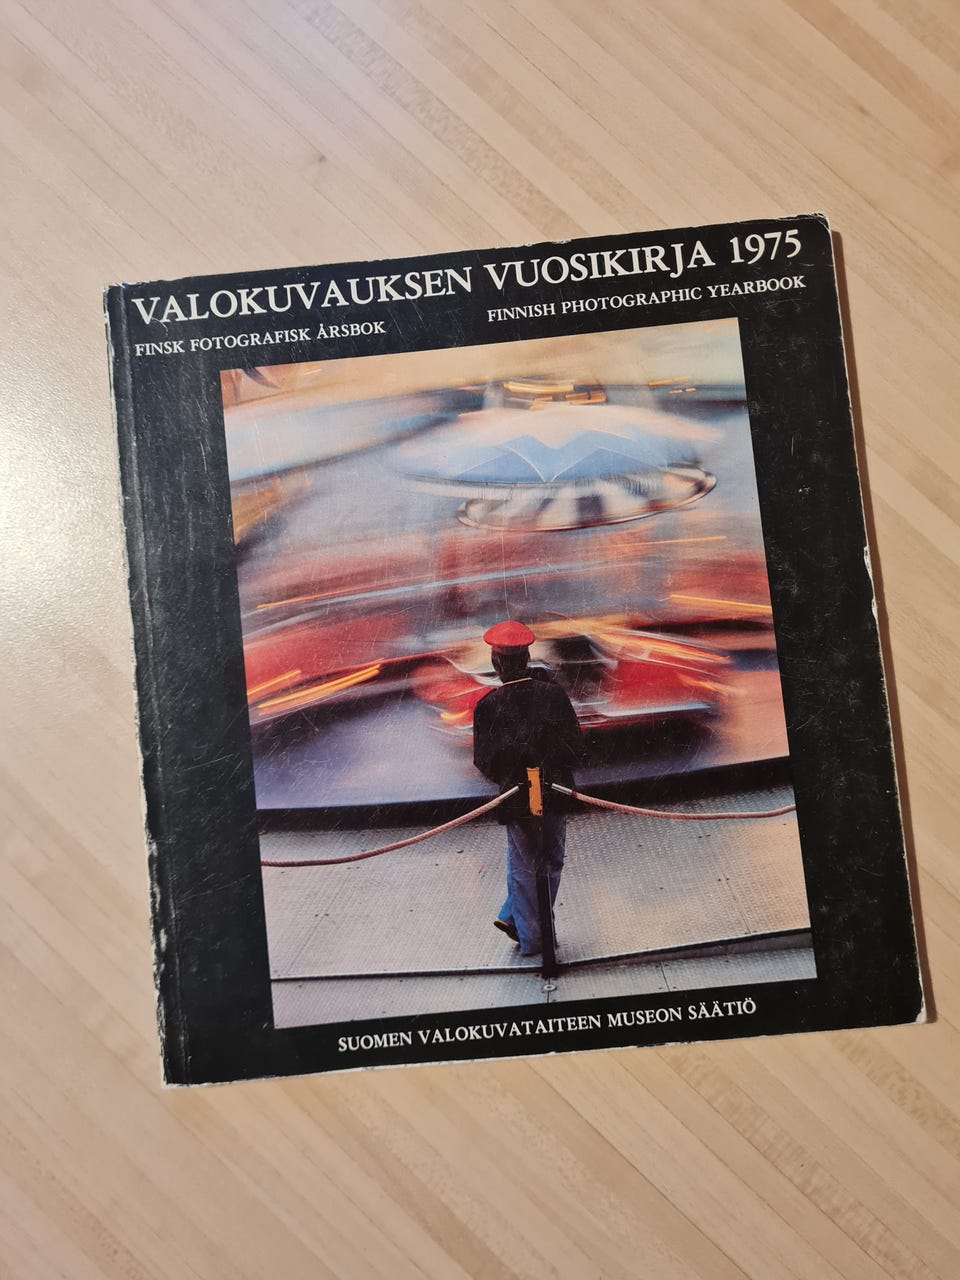 VALOKUVAUKSEN VUOSIKIRJA 1975
FINSK FOTOGRAFISK ÅRSBOK
FINNISH PHOTOGRAPHIC YEARBOOK
SUOMEN VALOKUVATAITEEN MUSEON SÄÄTIÖ